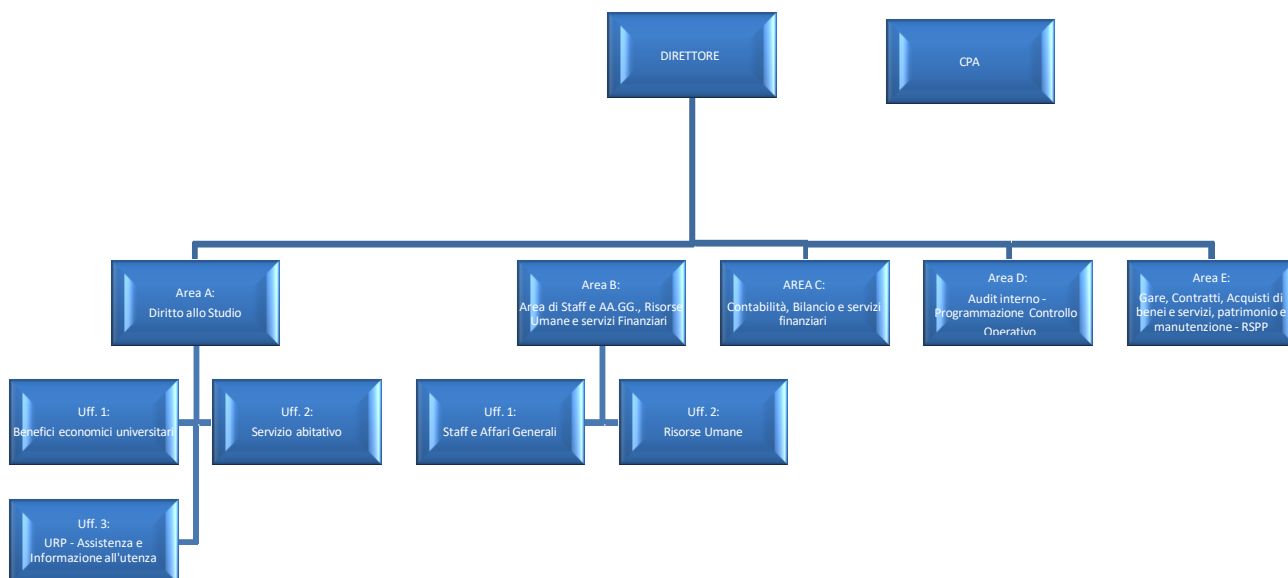 DIRETTORE
CPA
Area A:
Diritto allo Studio
Area B:
Area di Staff e AA.GG., Risorse
Umane e servizi Finanziari
AREA C:
Contabilità, Bilancio e servizi
finanziari
Area D:
Audit interno -
Programmazione Controllo
Operativo
Area E:
Gare, Contratti, Acquisti di
benei e servizi, patrimonio e
manutenzione - RSPP
Uff. 1:
Benefici economici universitari
Uff. 2:
Servizio abitativo
Uff. 1:
Staff e Affari Generali
Uff. 2:
Risorse Umane
Uff. 3:
URP - Assistenza e
Informazione all'utenza